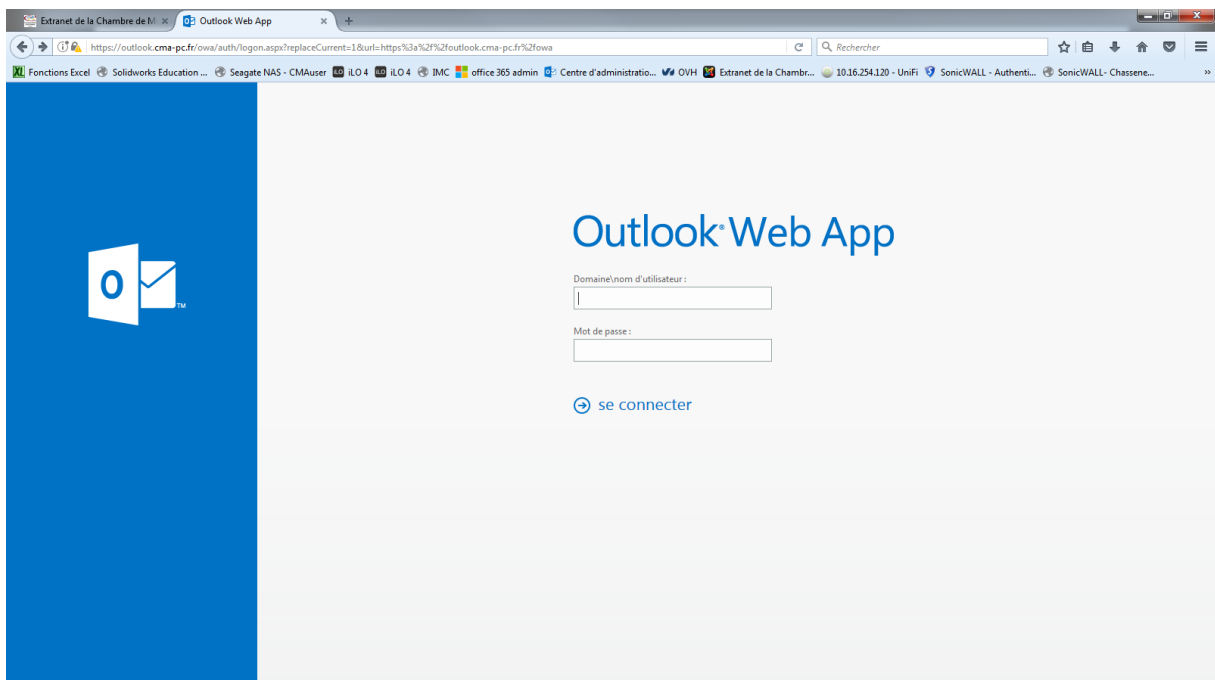 Extranet de la Chambre de M
Outlook Web App
https://outlook.cma-pc.fr/owa/auth/logon.aspx?replaceCurrent=1&url=https%3a%2f%2foutlook.cma-pc.fr%2fowa
Rechercher
Fonctions Excel Solidworks Education ... Seagate NAS - CMAuser iLO 4 iLO 4 IMC office 365 admin Centre d'administratio... OVH Extranet de la Chambr... 10.16.254.120 - UniFi SonicWALL - Authenti... SonicWALL- Chassene... »
Outlook® Web App
Domaine\nom d'utilisateur :
Mot de passe :
se connecter
O
TM